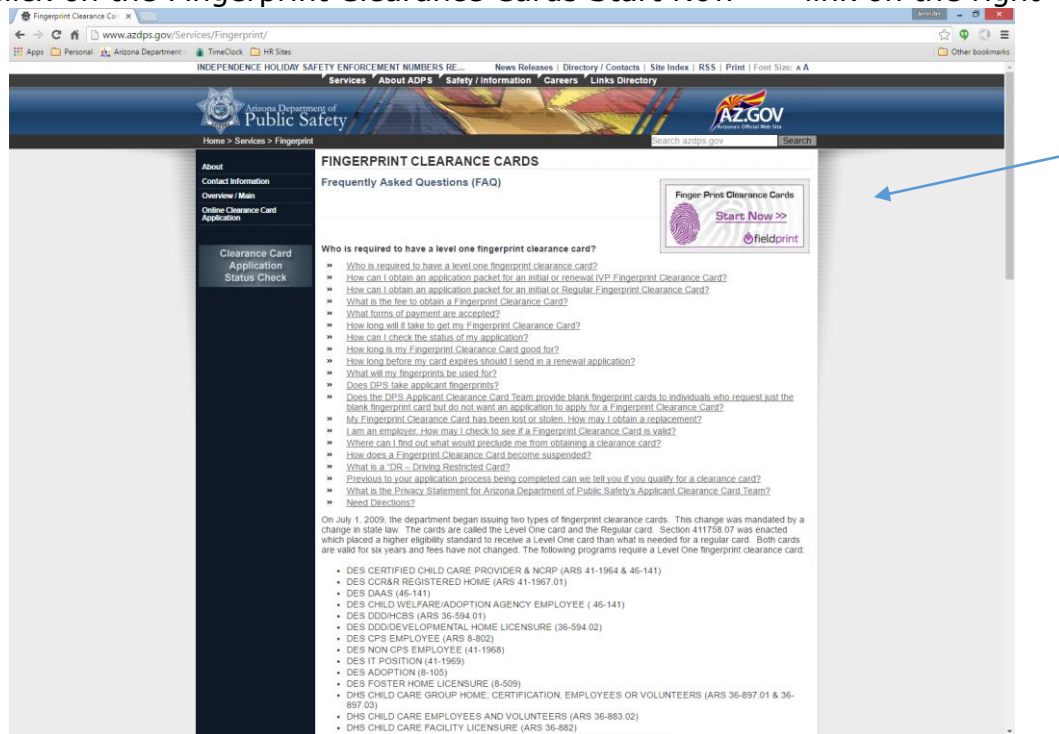 Click on the Fingerprint Clearance Cards Start Now link on the right
Fingerprint Clearance Car
www.azdps.gov/Services/Fingerprint/
Apps Personal Arizona Department TimeClock HR Sites Other bookmarks
INDEPENDENCE HOLIDAY SAFETY ENFORCEMENT NUMBERS RE... News Releases | Directory / Contacts | Site Index | RSS | Print | Font Size: A A
Services About ADPS Safety / Information Careers Links Directory
Arizona Department of
Public Safety
AZ.GOV
Arizona's Official Web Site
Home > Services > Fingerprint
Search azdps.gov Search
About
Contact Information
Overview / Main
Online Clearance Card
Application
Clearance Card
Application
Status Check
FINGERPRINT CLEARANCE CARDS
Frequently Asked Questions (FAQ)
Finger Print Clearance Cards
Start Now >>
fieldprint
Who is required to have a level one fingerprint clearance card?
» Who is required to have a level one fingerprint clearance card?
» How can I obtain an application packet for an initial or renewal IVP Fingerprint Clearance Card?
» How can I obtain an application packet for an initial or Regular Fingerprint Clearance Card?
» What is the fee to obtain a Fingerprint Clearance Card?
» What forms of payment are accepted?
» How long will it take to get my Fingerprint Clearance Card?
» How can I check the status of my application?
» How long is my Fingerprint Clearance Card good for?
» How long before my card expires should I send in a renewal application?
» What will my fingerprints be used for?
» Does DPS take applicant fingerprints?
» Does the DPS Applicant Clearance Card Team provide blank fingerprint cards to individuals who request just the
blank fingerprint card but do not want an application to apply for a Fingerprint Clearance Card?
» My Fingerprint Clearance Card has been lost or stolen. How may I obtain a replacement?
» I am an employer. How may I check to see if a Fingerprint Clearance Card is valid?
» Where can I find out what would preclude me from obtaining a clearance card?
» How does a Fingerprint Clearance Card become suspended?
» What is a "DR – Driving Restricted Card?
» Previous to your application process being completed can we tell you if you qualify for a clearance card?
» What is the Privacy Statement for Arizona Department of Public Safety's Applicant Clearance Card Team?
» Need Directions?
On July 1, 2009, the department began issuing two types of fingerprint clearance cards. This change was mandated by a
change in state law. The cards are called the Level One card and the Regular card. Section 411758.07 was enacted
which placed a higher eligibility standard to receive a Level One card than what is needed for a regular card. Both cards
are valid for six years and fees have not changed. The following programs require a Level One fingerprint clearance card:
• DES CERTIFIED CHILD CARE PROVIDER & NCRP (ARS 41-1964 & 46-141)
• DES CCR&R REGISTERED HOME (ARS 41-1967.01)
• DES DAAS (46-141)
• DES CHILD WELFARE/ADOPTION AGENCY EMPLOYEE ( 46-141)
• DES DDD/HCBS (ARS 36-594.01)
• DES DDD/DEVELOPMENTAL HOME LICENSURE (36-594.02)
• DES CPS EMPLOYEE (ARS 8-802)
• DES NON CPS EMPLOYEE (41-1968)
• DES IT POSITION (41-1969)
• DES ADOPTION (8-105)
• DES FOSTER HOME LICENSURE (8-509)
• DHS CHILD CARE GROUP HOME; CERTIFICATION, EMPLOYEES OR VOLUNTEERS (ARS 36-897.01 & 36-
897.03)
• DHS CHILD CARE EMPLOYEES AND VOLUNTEERS (ARS 36-883.02)
• DHS CHILD CARE FACILITY LICENSURE (ARS 36-882)